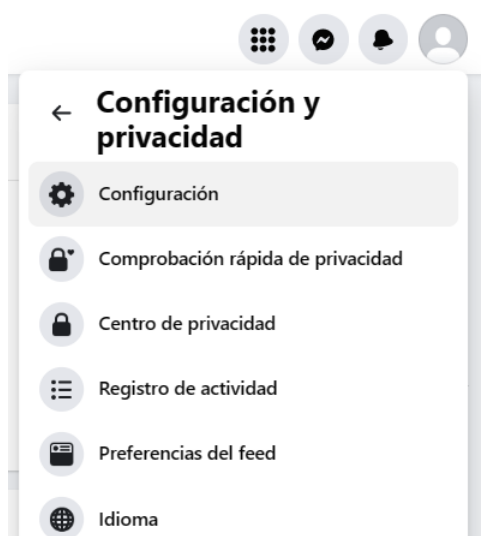 Configuración y
privacidad
Configuración
Comprobación rápida de privacidad
Centro de privacidad
Registro de actividad
Preferencias del feed
Idioma